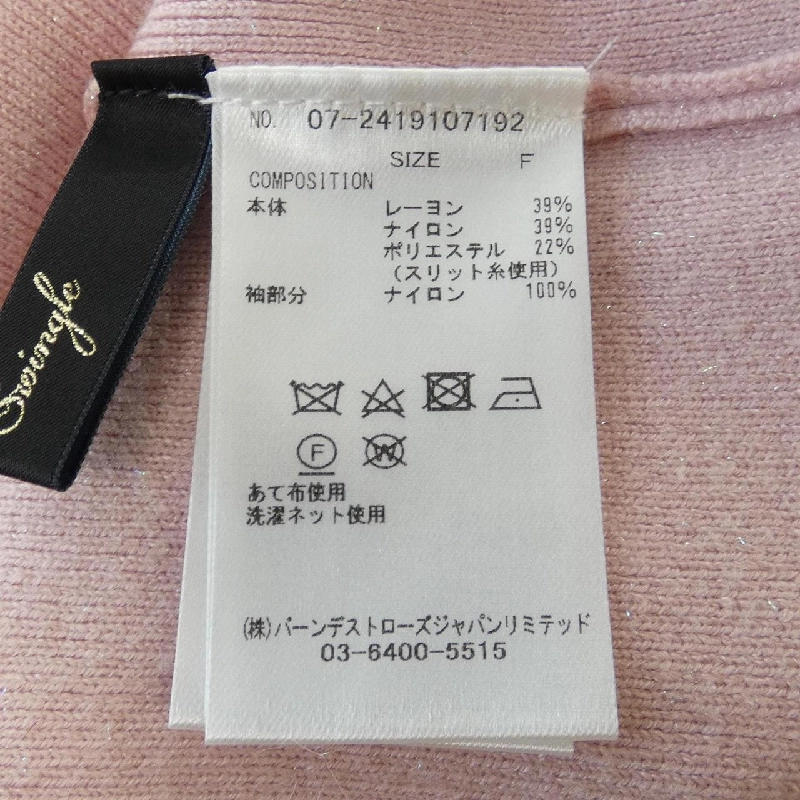 Swingle
NO. 07-2419107192
SIZE F
COMPOSITION
本体 レーヨン 39%
ナイロン 39%
ポリエステル 22%
(スリット糸使用)
袖部分 ナイロン 100%
F W
あて布使用
洗濯ネット使用
(株)バーンデストローズジャパンリミテッド
03-6400-5515